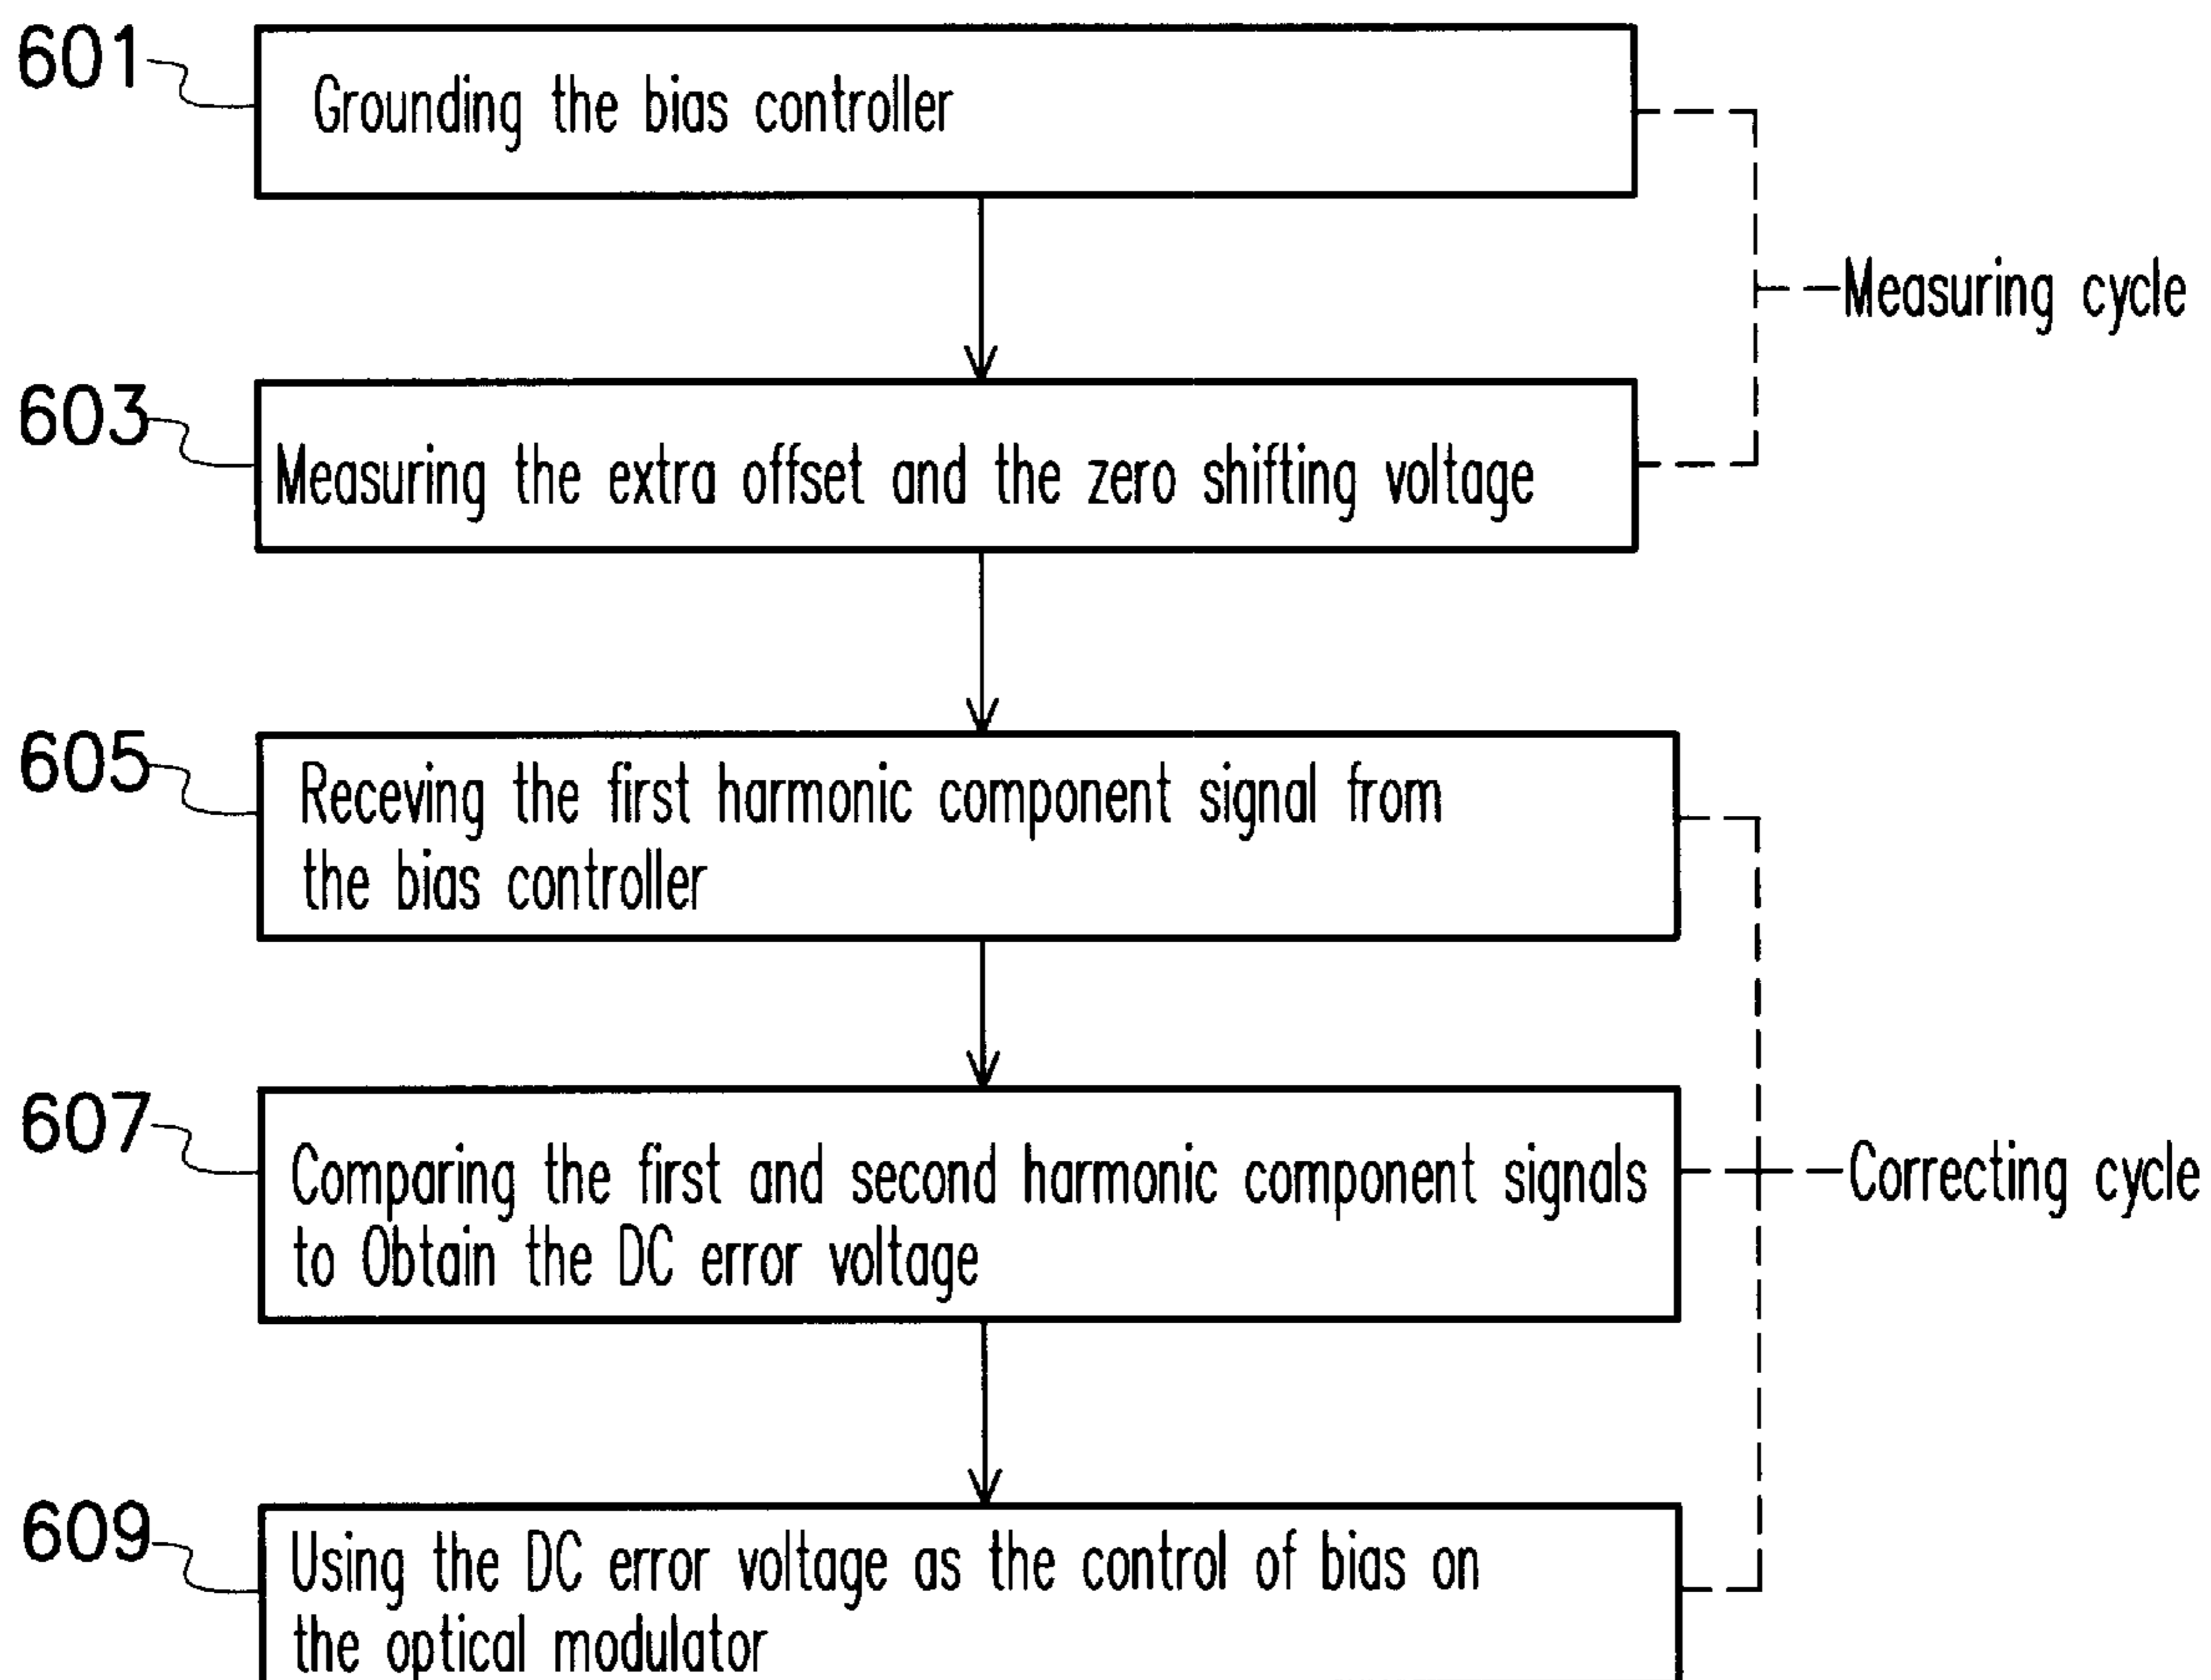 601
Grounding the bias controller
Measuring cycle
603
Measuring the extra offset and the zero shifting voltage
605
Receving the first harmonic component signal from
the bias controller
607
Comparing the first and second harmonic component signals
to Obtain the DC error voltage
Correcting cycle
609
Using the DC error voltage as the control of bias on
the optical modulator